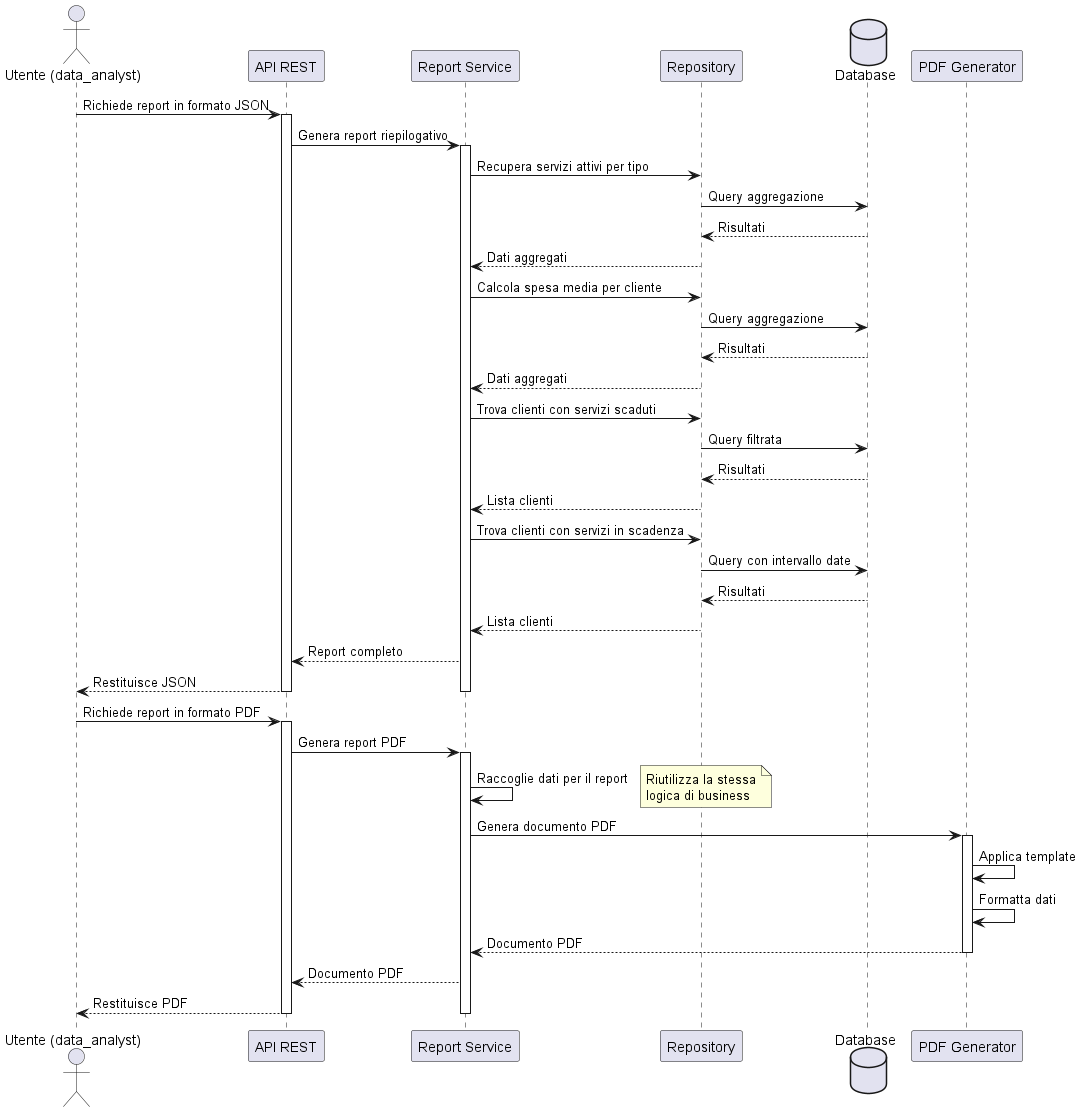 Utente (data_analyst)
API REST
Report Service
Repository
Database
PDF Generator
Richiede report in formato JSON
Genera report riepilogativo
Recupera servizi attivi per tipo
Query aggregazione
Risultati
Dati aggregati
Calcola spesa media per cliente
Query aggregazione
Risultati
Dati aggregati
Trova clienti con servizi scaduti
Query filtrata
Risultati
Lista clienti
Trova clienti con servizi in scadenza
Query con intervallo date
Risultati
Lista clienti
Report completo
Restituisce JSON
Richiede report in formato PDF
Genera report PDF
Raccoglie dati per il report
Riutilizza la stessa
logica di business
Genera documento PDF
Applica template
Formatta dati
Documento PDF
Documento PDF
Restituisce PDF
Utente (data_analyst)
API REST
Report Service
Repository
Database
PDF Generator